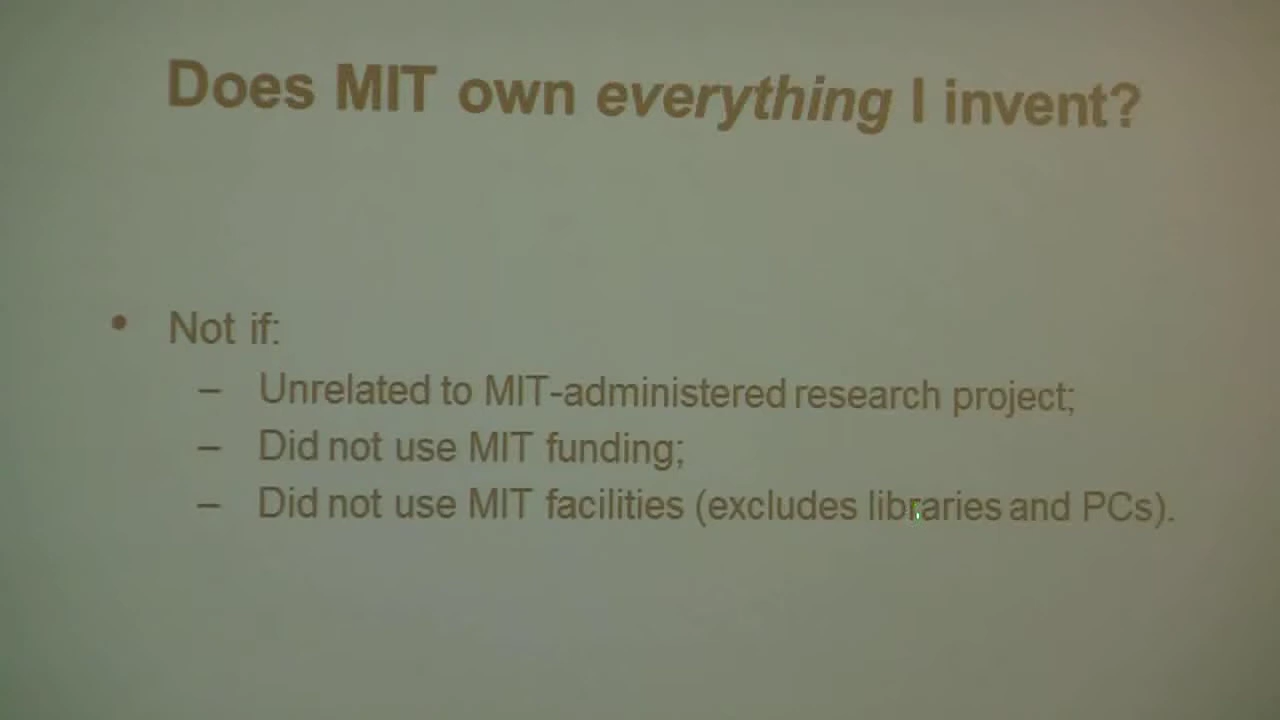 Does MIT own everything I invent?
• Not if:
– Unrelated to MIT-administered research project;
– Did not use MIT funding;
– Did not use MIT facilities (excludes libraries and PCs).